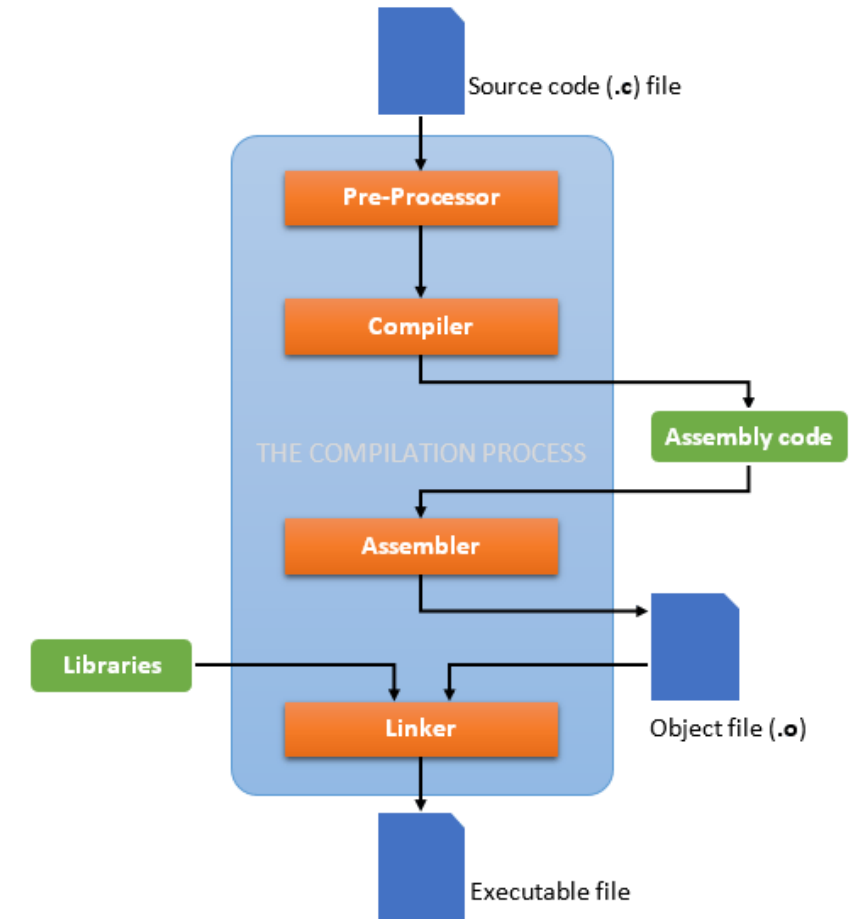 Source code (.c) file
Pre-Processor
Compiler
Assembly code
THE COMPILATION PROCESS
Assembler
Libraries
Linker
Object file (.o)
Executable file